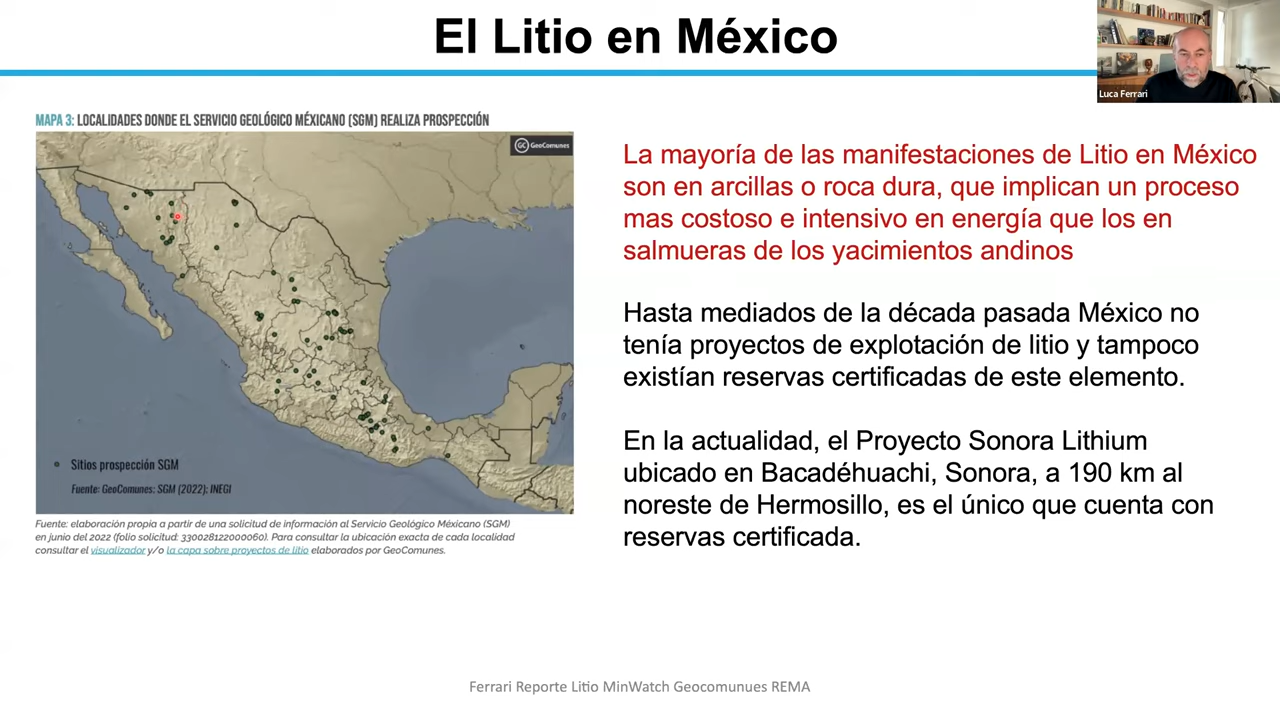 El Litio en México
Luca Ferrari
MAPA 3: LOCALIDADES DONDE EL SERVICIO GEOLÓGICO MÉXICANO (SGM) REALIZA PROSPECCIÓN
GC GeoComunes
Sitios prospección SGM
Fuente: GeoComunes; SGM (2022); INEGI
Fuente: elaboración propia a partir de una solicitud de información al Servicio Geológico Méxicano (SGM)
en junio del 2022 (folio solicitud: 330028122000060). Para consultar la ubicación exacta de cada localidad
consultar el visualizador y/o la capa sobre proyectos de litio elaborados por GeoComunes.
La mayoría de las manifestaciones de Litio en México
son en arcillas o roca dura, que implican un proceso
mas costoso e intensivo en energía que los en
salmueras de los yacimientos andinos
Hasta mediados de la década pasada México no
tenía proyectos de explotación de litio y tampoco
existían reservas certificadas de este elemento.
En la actualidad, el Proyecto Sonora Lithium
ubicado en Bacadéhuachi, Sonora, a 190 km al
noreste de Hermosillo, es el único que cuenta con
reservas certificada.
Ferrari Reporte Litio MinWatch Geocomunues REMA